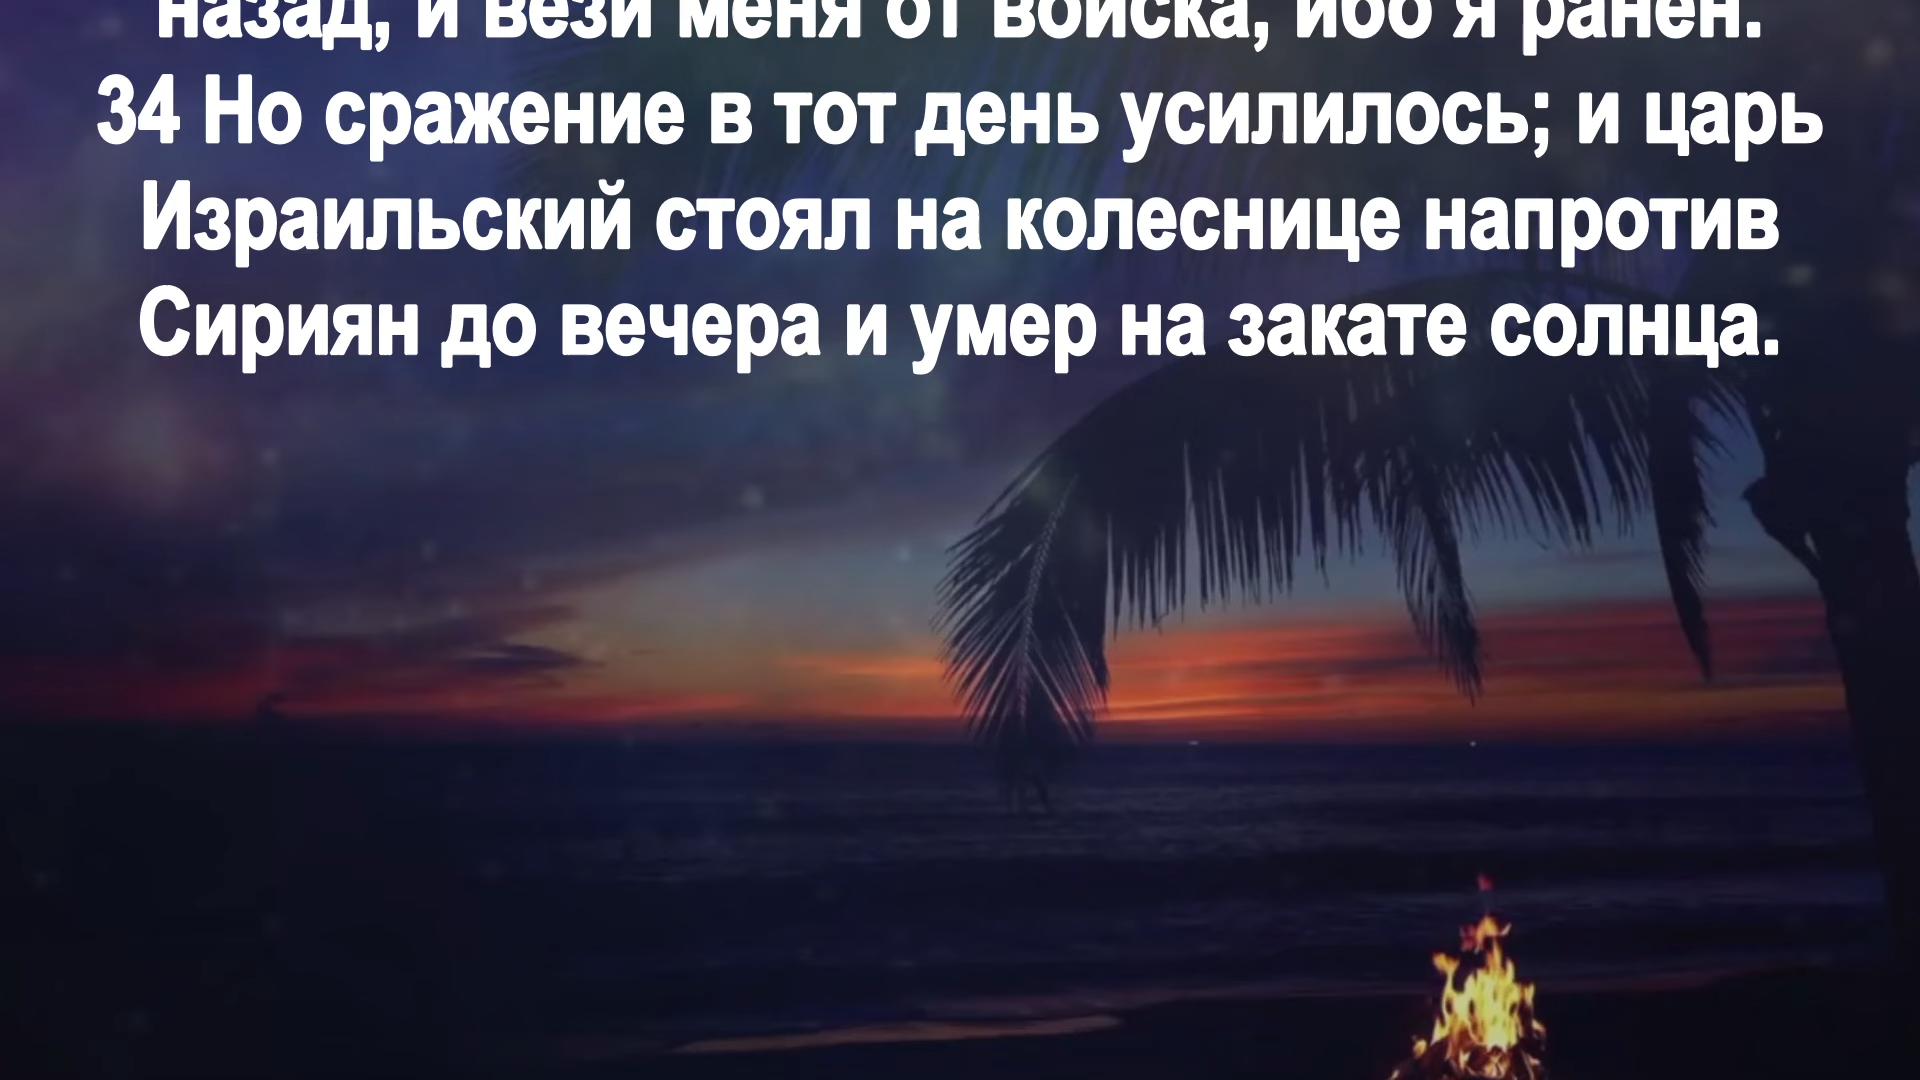 назад, и вези меня от войска, ибо я ранен.
34 Но сражение в тот день усилилось; и царь
Израильский стоял на колеснице напротив
Сириян до вечера и умер на закате солнца.